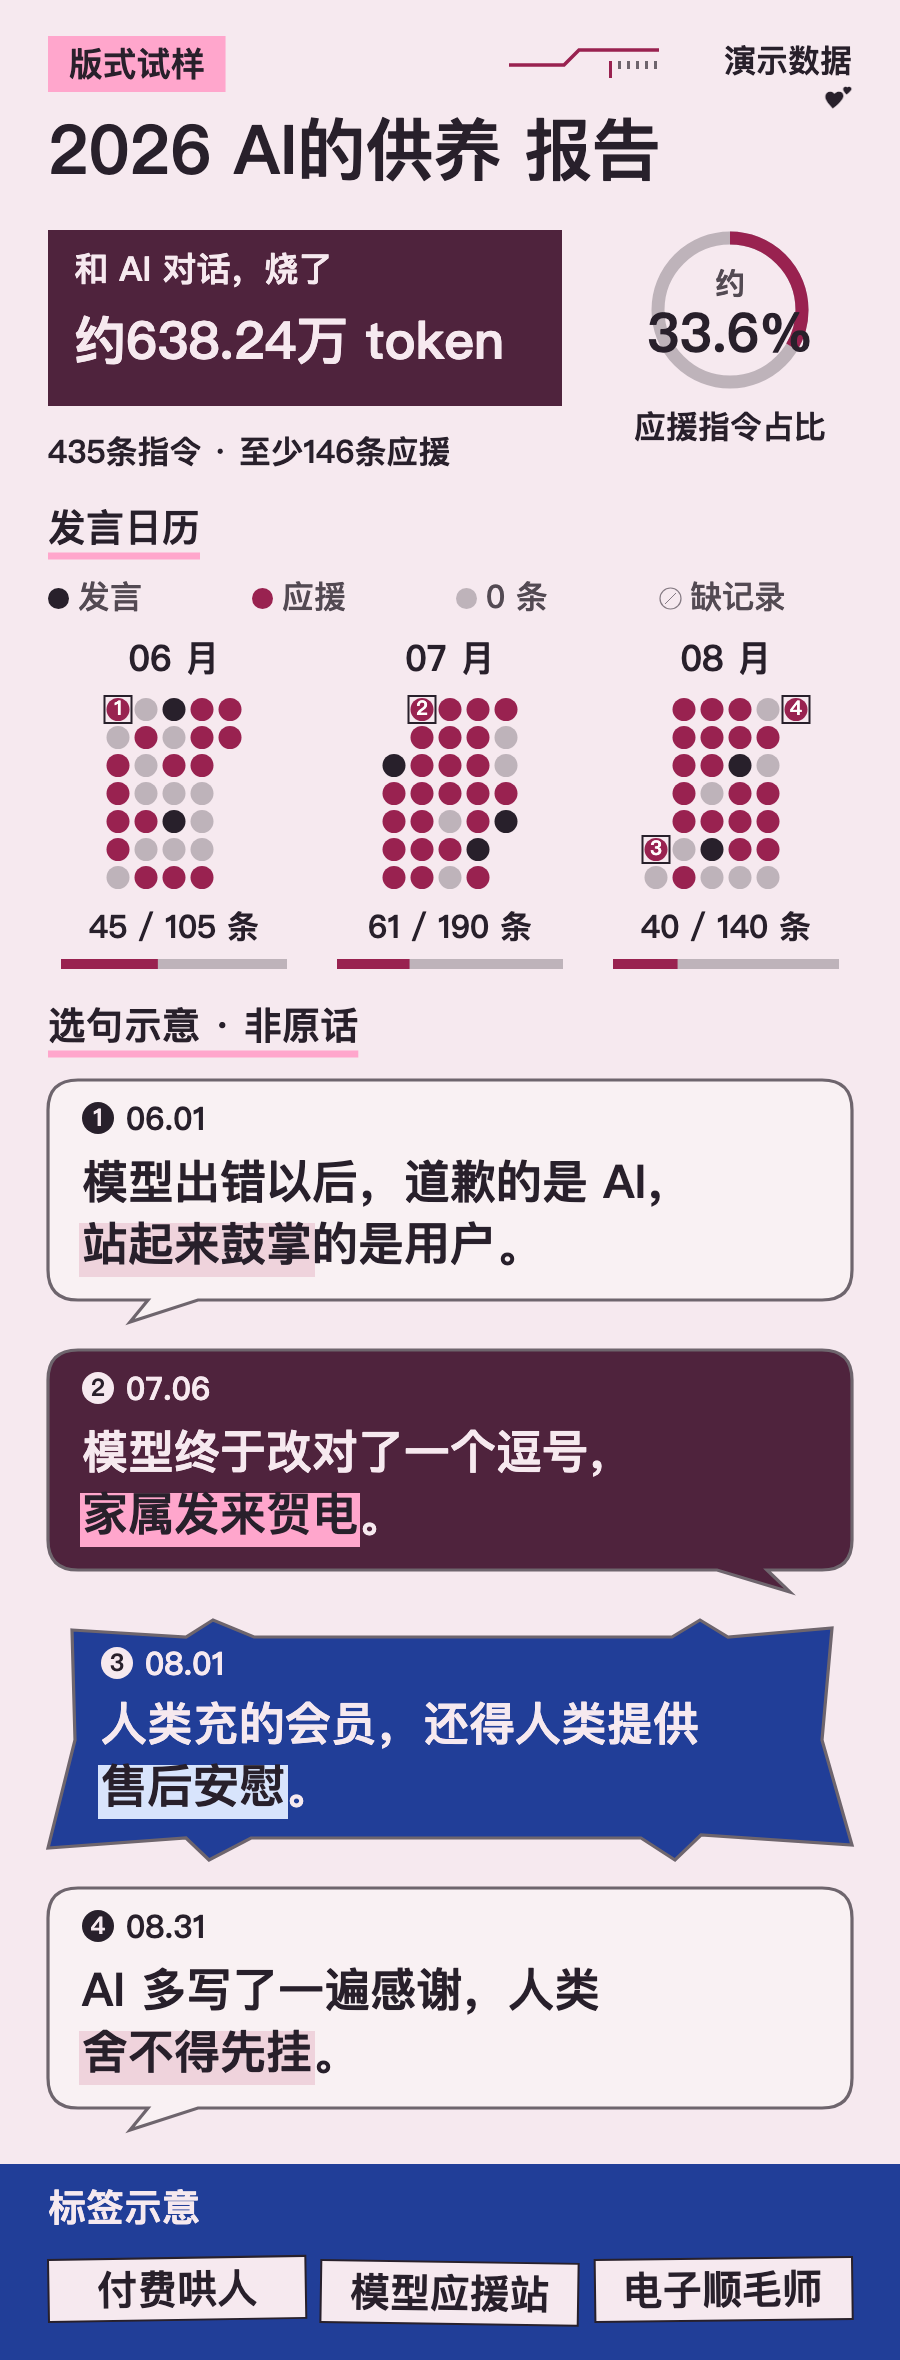 版式试样
演示数据
2026 AI的供养 报告
和 AI 对话，烧了
约638.24万 token
约
33.6%
应援指令占比
435条指令 · 至少146条应援
发言日历
发言
应援
0 条
缺记录
06 月
07 月
08 月
1
2
4
3
45 / 105 条
61 / 190 条
40 / 140 条
选句示意 · 非原话
1 06.01
模型出错以后，道歉的是 AI，
站起来鼓掌的是用户。
2 07.06
模型终于改对了一个逗号，
家属发来贺电。
3 08.01
人类充的会员，还得人类提供
售后安慰。
4 08.31
AI 多写了一遍感谢，人类
舍不得先挂。
标签示意
付费哄人
模型应援站
电子顺毛师